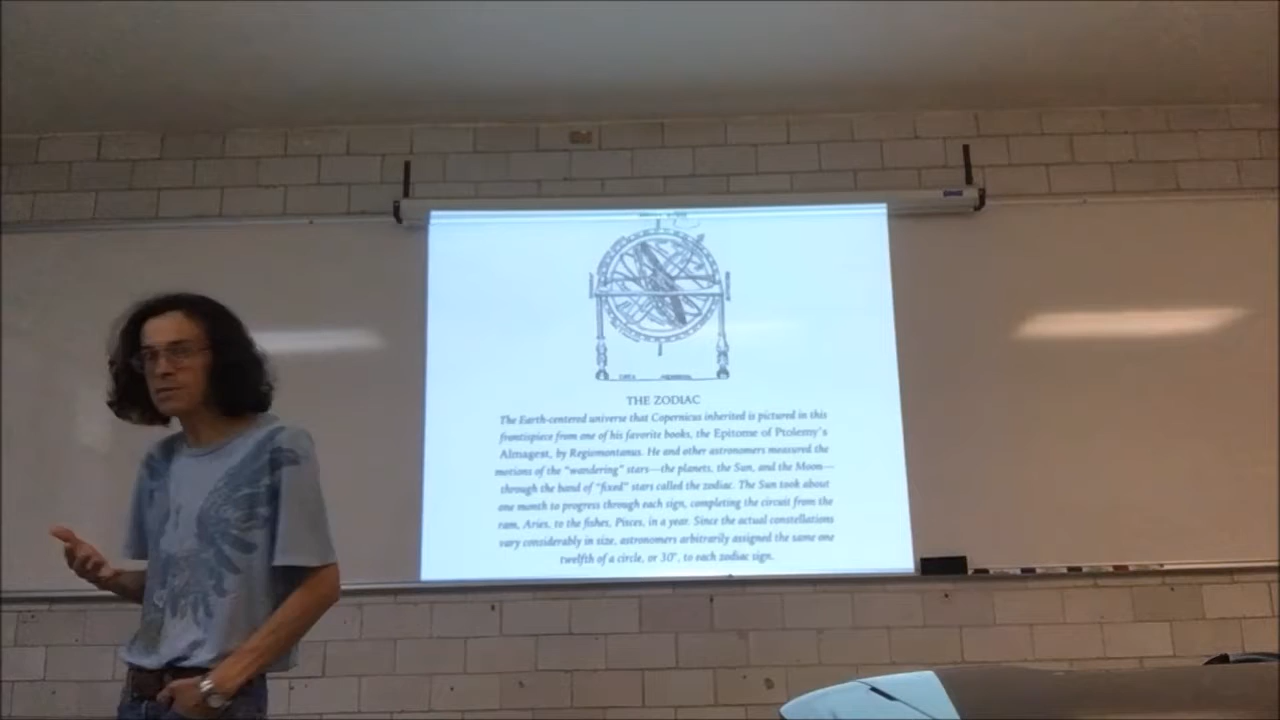 THE ZODIAC
The Earth-centered universe that Copernicus inherited is pictured in this
frontispiece from one of his favorite books, the Epitome of Ptolemy's
Almagest, by Regiomontanus. He and other astronomers measured the
motions of the "wandering" stars—the planets, the Sun, and the Moon—
through the band of "fixed" stars called the zodiac. The Sun took about
one month to progress through each sign, completing the circuit from the
ram, Aries, to the fishes, Pisces, in a year. Since the actual constellations
vary considerably in size, astronomers arbitrarily assigned the same one
twelfth of a circle, or 30°, to each zodiac sign.